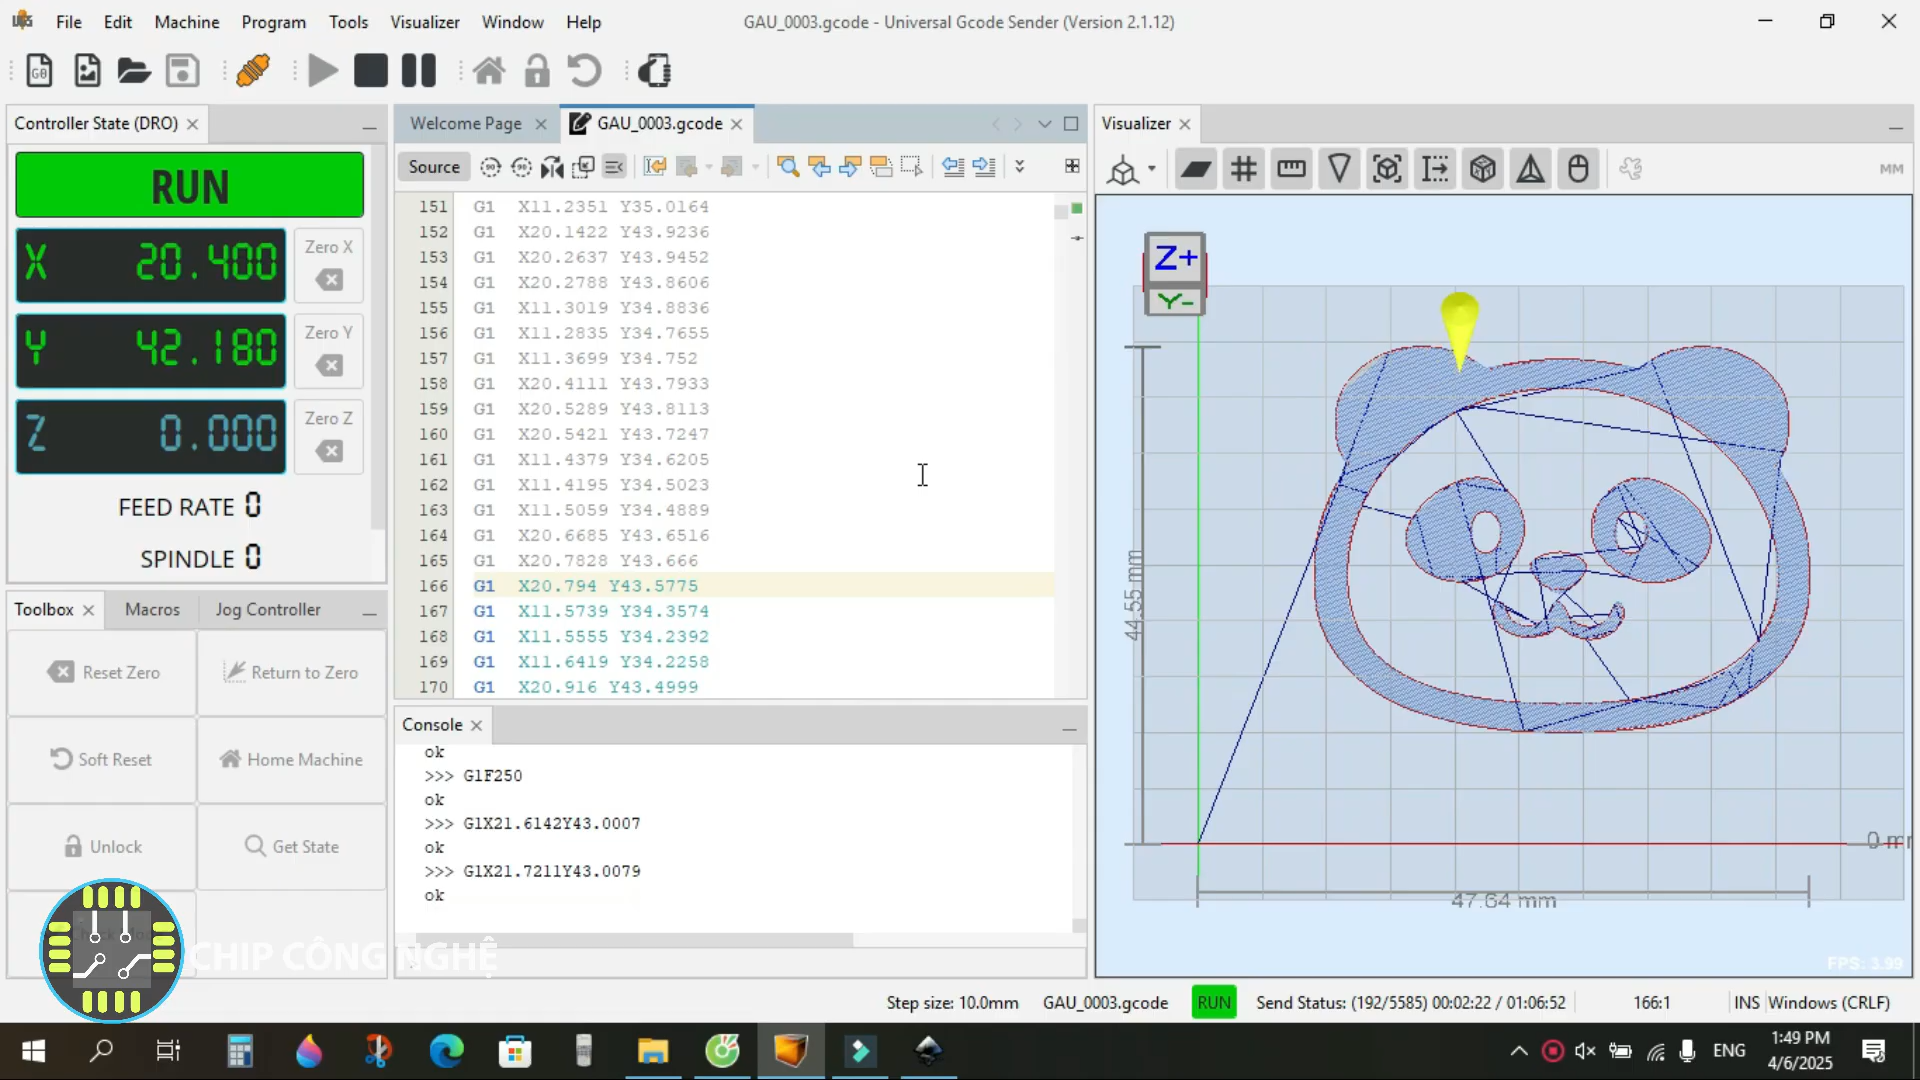 File Edit Machine Program Tools Visualizer Window Help
GAU_0003.gcode - Universal Gcode Sender (Version 2.1.12)
Controller State (DRO)
RUN
X 20.400
Zero X
Y 42.180
Zero Y
Z 0.000
Zero Z
FEED RATE 0
SPINDLE 0
Toolbox Macros Jog Controller
Reset Zero
Return to Zero
Soft Reset
Home Machine
Unlock
Get State
CHIP CÔNG NGHỆ
Welcome Page GAU_0003.gcode
Source
151 G1 X11.2351 Y35.0164
152 G1 X20.1422 Y43.9236
153 G1 X20.2637 Y43.9452
154 G1 X20.2788 Y43.8606
155 G1 X11.3019 Y34.8836
156 G1 X11.2835 Y34.7655
157 G1 X11.3699 Y34.752
158 G1 X20.4111 Y43.7933
159 G1 X20.5289 Y43.8113
160 G1 X20.5421 Y43.7247
161 G1 X11.4379 Y34.6205
162 G1 X11.4195 Y34.5023
163 G1 X11.5059 Y34.4889
164 G1 X20.6685 Y43.6516
165 G1 X20.7828 Y43.666
166 G1 X20.794 Y43.5775
167 G1 X11.5739 Y34.3574
168 G1 X11.5555 Y34.2392
169 G1 X11.6419 Y34.2258
170 G1 X20.916 Y43.4999
Console
ok
>>> G1F250
ok
>>> G1X21.6142Y43.0007
ok
>>> G1X21.7211Y43.0079
ok
Visualizer
MM
Z+
Y-
44.55 mm
47.64 mm
0 m
FPS: 3.99
Step size: 10.0mm GAU_0003.gcode RUN Send Status: (192/5585) 00:02:22 / 01:06:52 166:1 INS Windows (CRLF)
ENG
1:49 PM
4/6/2025